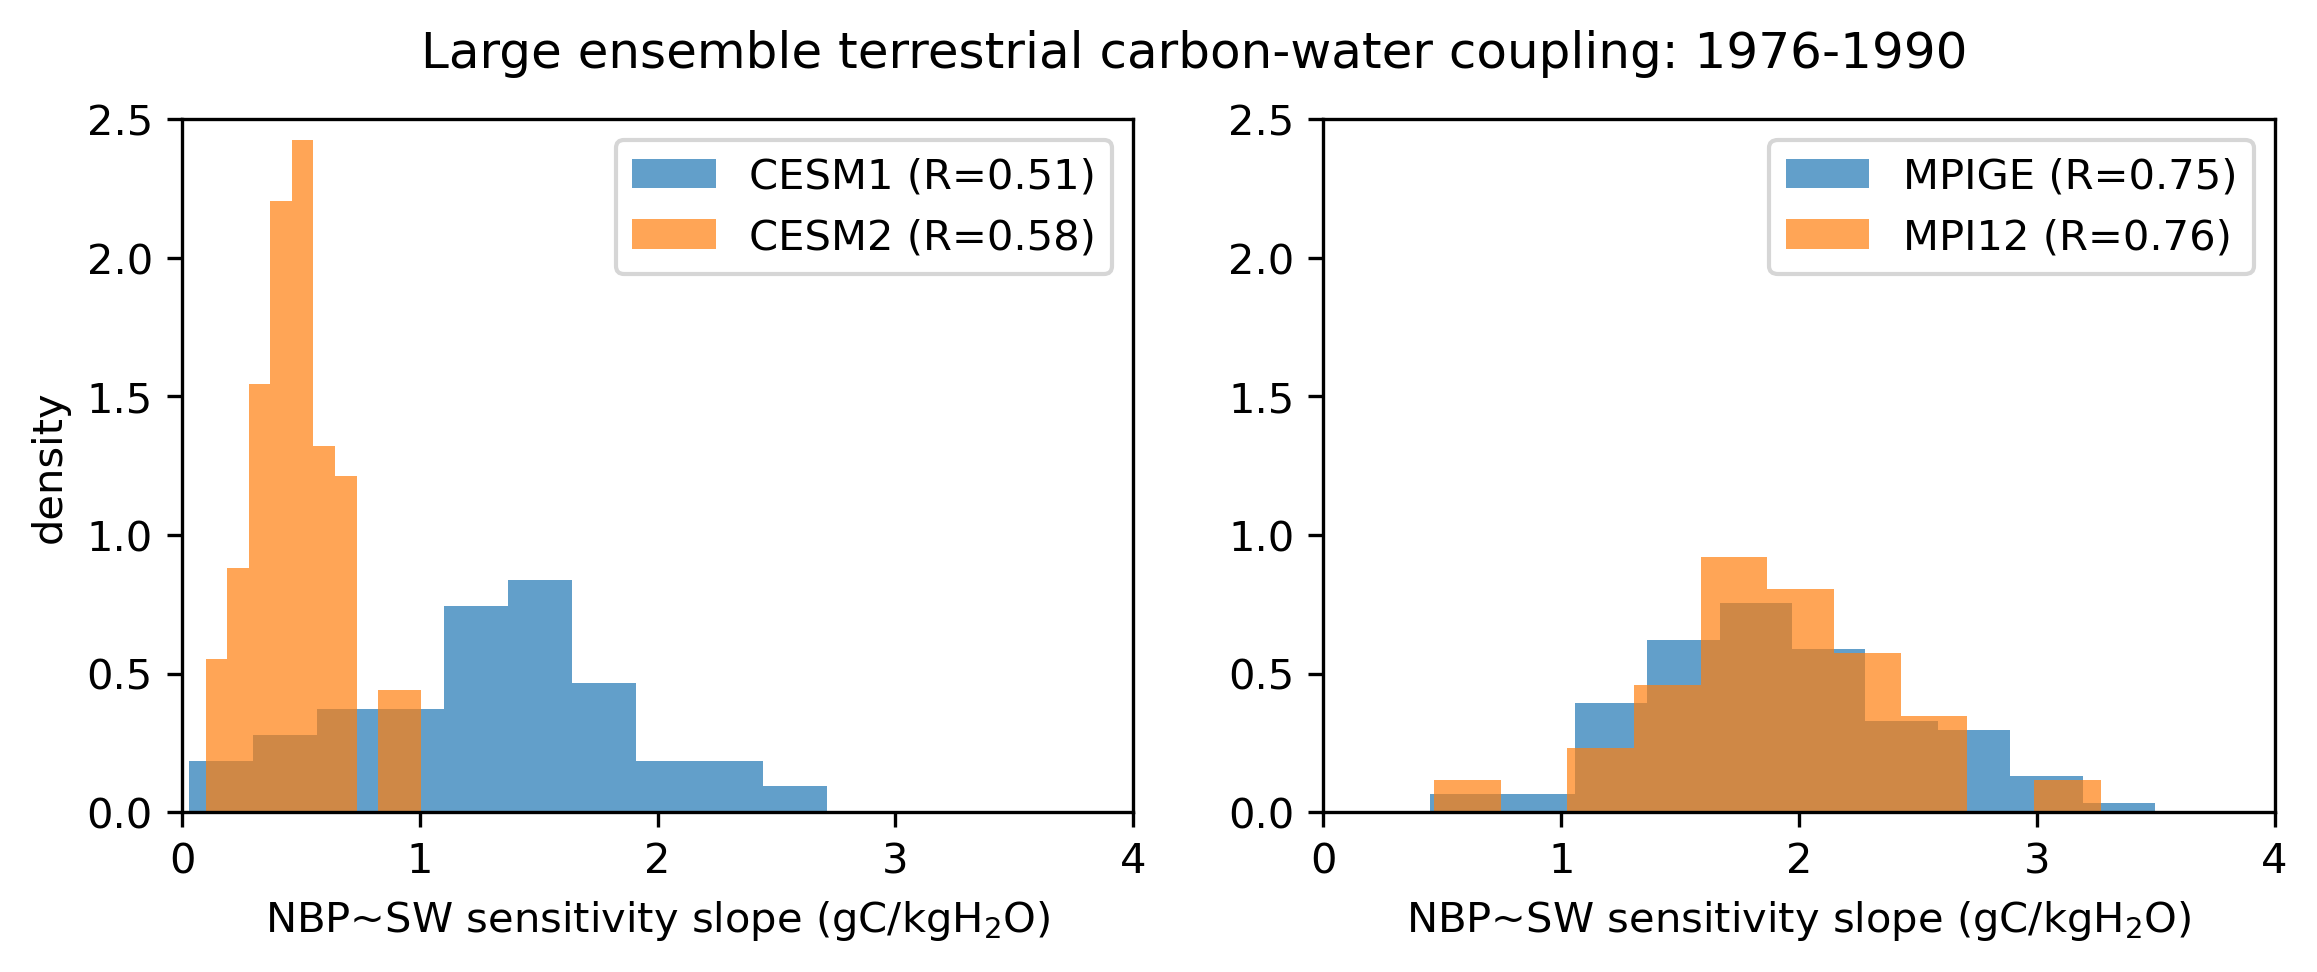 Large ensemble terrestrial carbon-water coupling: 1976-1990
density
2.5
2.0
1.5
1.0
0.5
0.0
0 1 2 3 4
NBP~SW sensitivity slope (gC/kgH₂O)
CESM1 (R=0.51)
CESM2 (R=0.58)
2.5
2.0
1.5
1.0
0.5
0.0
0 1 2 3 4
NBP~SW sensitivity slope (gC/kgH₂O)
MPIGE (R=0.75)
MPI12 (R=0.76)